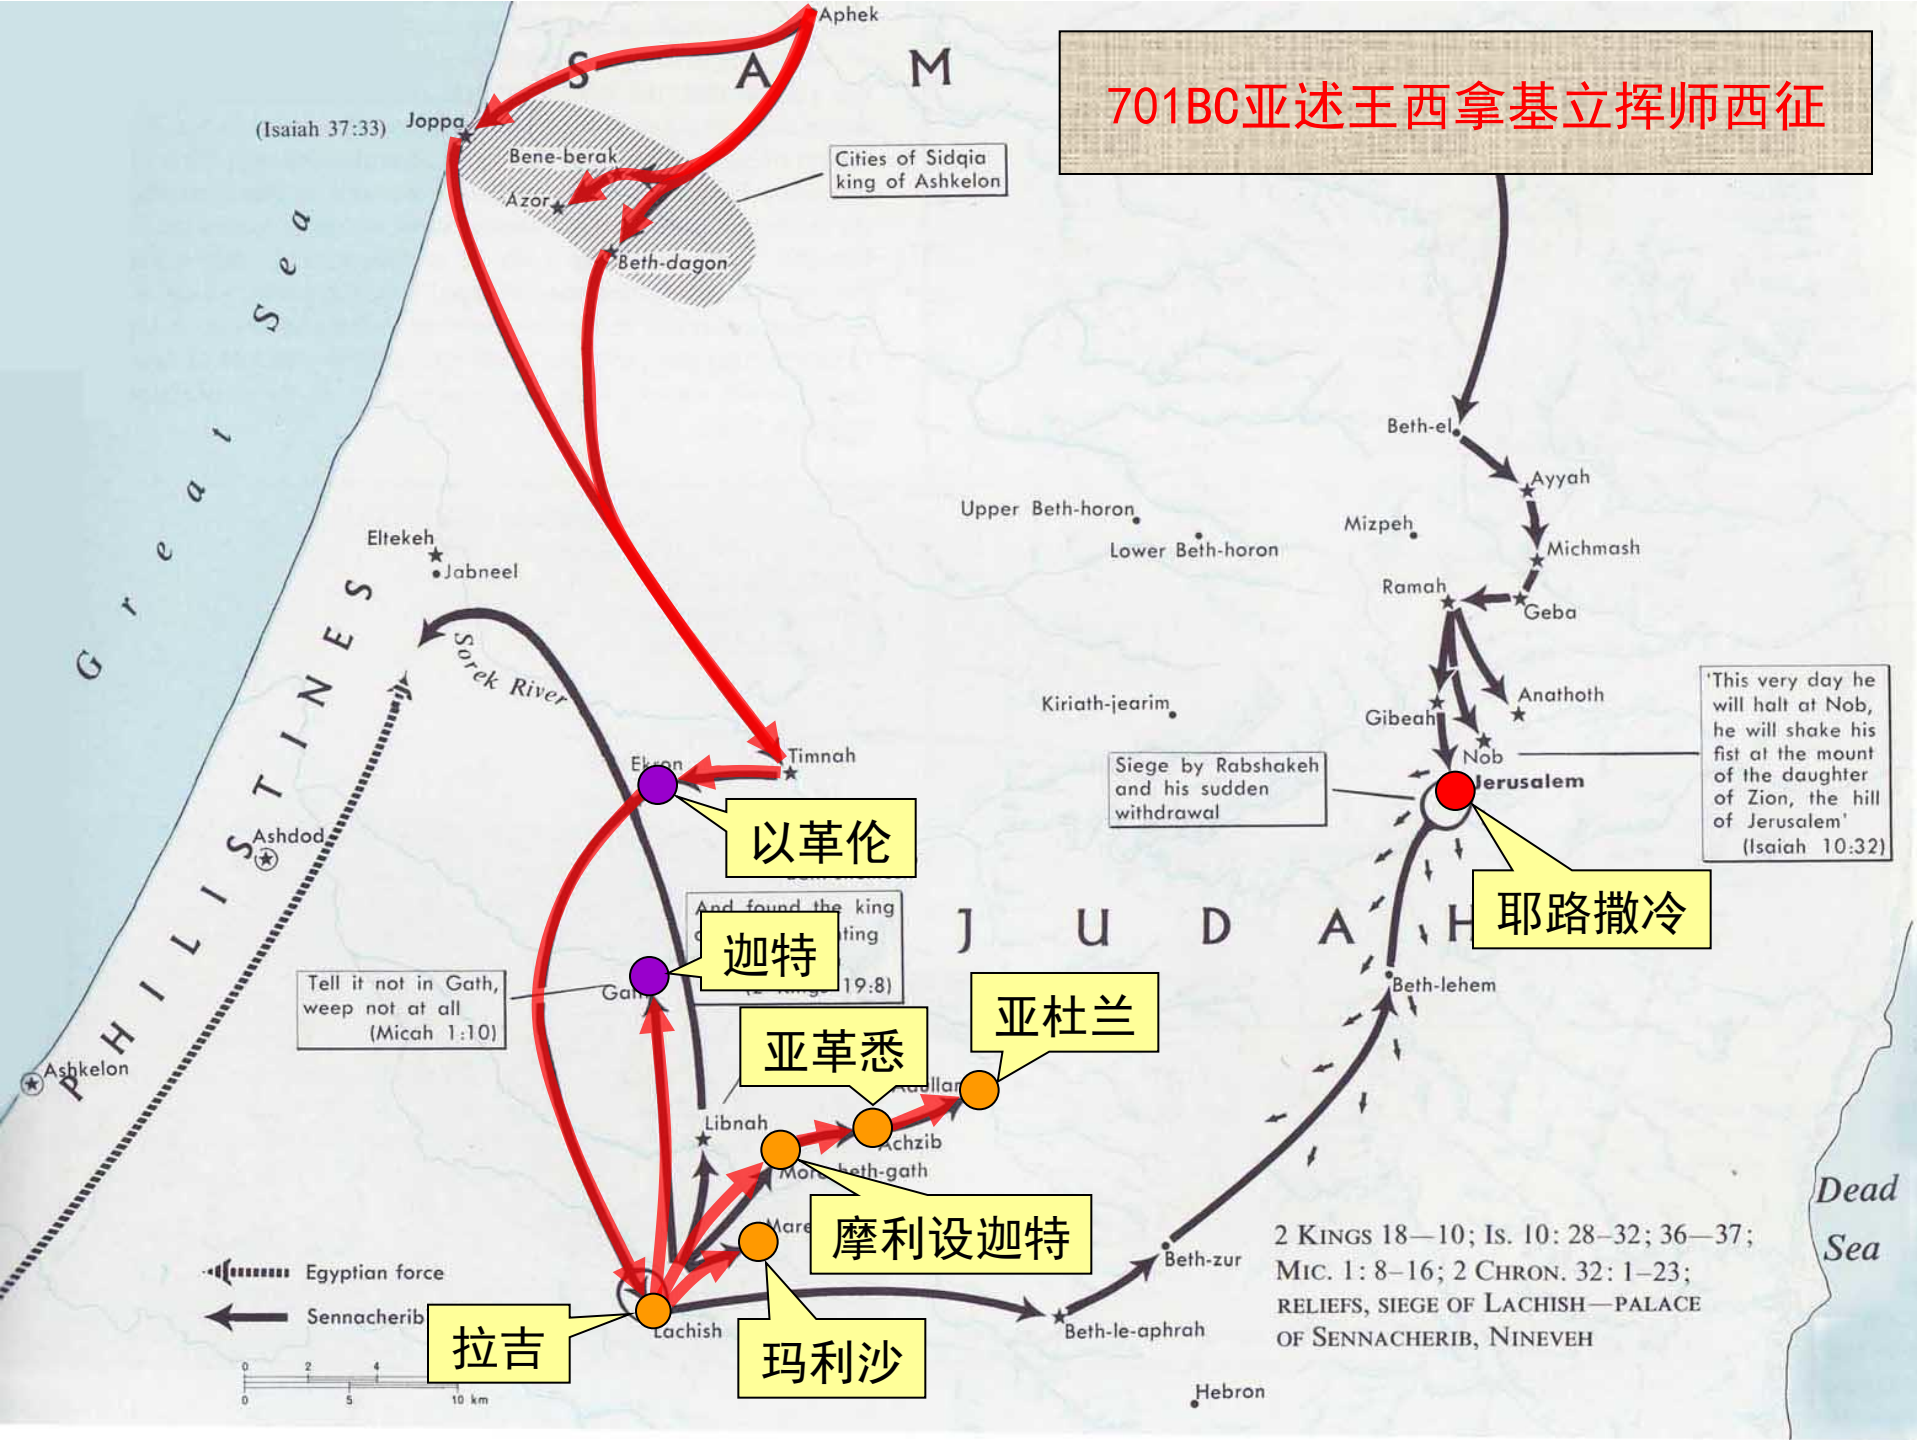 Aphek
S A M
701BC亚述王西拿基立挥师西征
(Isaiah 37:33)
Joppa
Bene-berak
Azor
Beth-dagon
Cities of Sidqia
king of Ashkelon
Great Sea
Beth-el
Ayyah
Upper Beth-horon
Lower Beth-horon
Mizpeh
Michmash
Ramah
Geba
Eltekeh
Jabneel
PHILISTINES
Sorek River
Kiriath-jearim
Gibeah
Anathoth
Nob
Jerusalem
'This very day he
will halt at Nob,
he will shake his
fist at the mount
of the daughter
of Zion, the hill
of Jerusalem'
(Isaiah 10:32)
Siege by Rabshakeh
and his sudden
withdrawal
Timnah
Ekron
以革伦
Ashdod
耶路撒冷
And found the king
19:8)
迦特
J U D A H
Tell it not in Gath,
weep not at all
(Micah 1:10)
Gath
Beth-lehem
亚革悉
亚杜兰
Ashkelon
Libnah
Achzib
摩利设迦特
Egyptian force
Sennacherib
拉吉
Lachish
玛利沙
Beth-le-aphrah
Beth-zur
Hebron
Dead
Sea
2 KINGS 18—10; IS. 10: 28–32; 36—37;
MIC. 1: 8–16; 2 CHRON. 32: 1–23;
RELIEFS, SIEGE OF LACHISH—PALACE
OF SENNACHERIB, NINEVEH
0 2 4
0 5 10 km